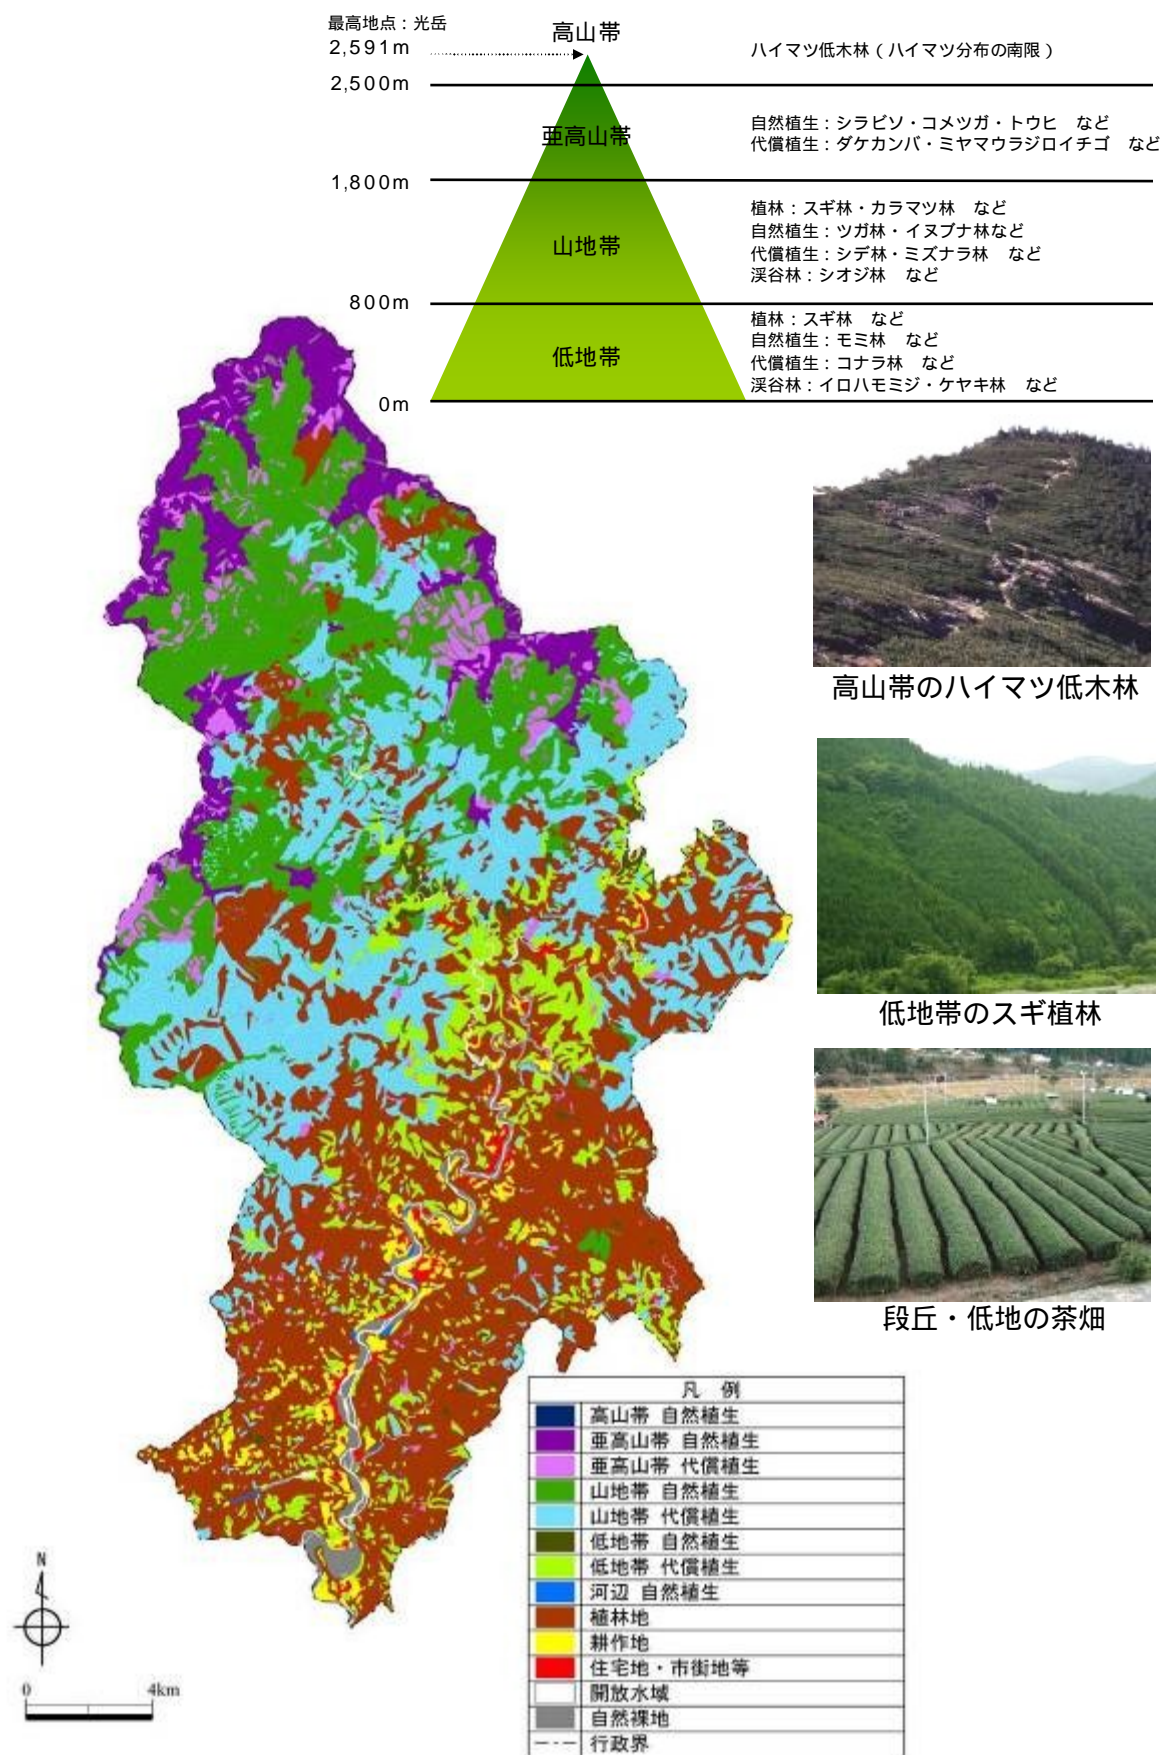 最高地点：光岳
2,591m
高山帯
ハイマツ低木林（ハイマツ分布の南限）
2,500m
亜高山帯
自然植生：シラビソ・コメツガ・トウヒ　など
代償植生：ダケカンバ・ミヤマウラジロイチゴ　など
1,800m
山地帯
植林：スギ林・カラマツ林　など
自然植生：ツガ林・イヌブナ林など
代償植生：シデ林・ミズナラ林　など
渓谷林：シオジ林　など
800m
低地帯
植林：スギ林　など
自然植生：モミ林　など
代償植生：コナラ林　など
渓谷林：イロハモミジ・ケヤキ林　など
0m
高山帯のハイマツ低木林
低地帯のスギ植林
段丘・低地の茶畑
凡　例
高山帯 自然植生
亜高山帯 自然植生
亜高山帯 代償植生
山地帯 自然植生
山地帯 代償植生
低地帯 自然植生
低地帯 代償植生
河辺 自然植生
植林地
耕作地
住宅地・市街地等
開放水域
自然裸地
行政界
N
0 4km